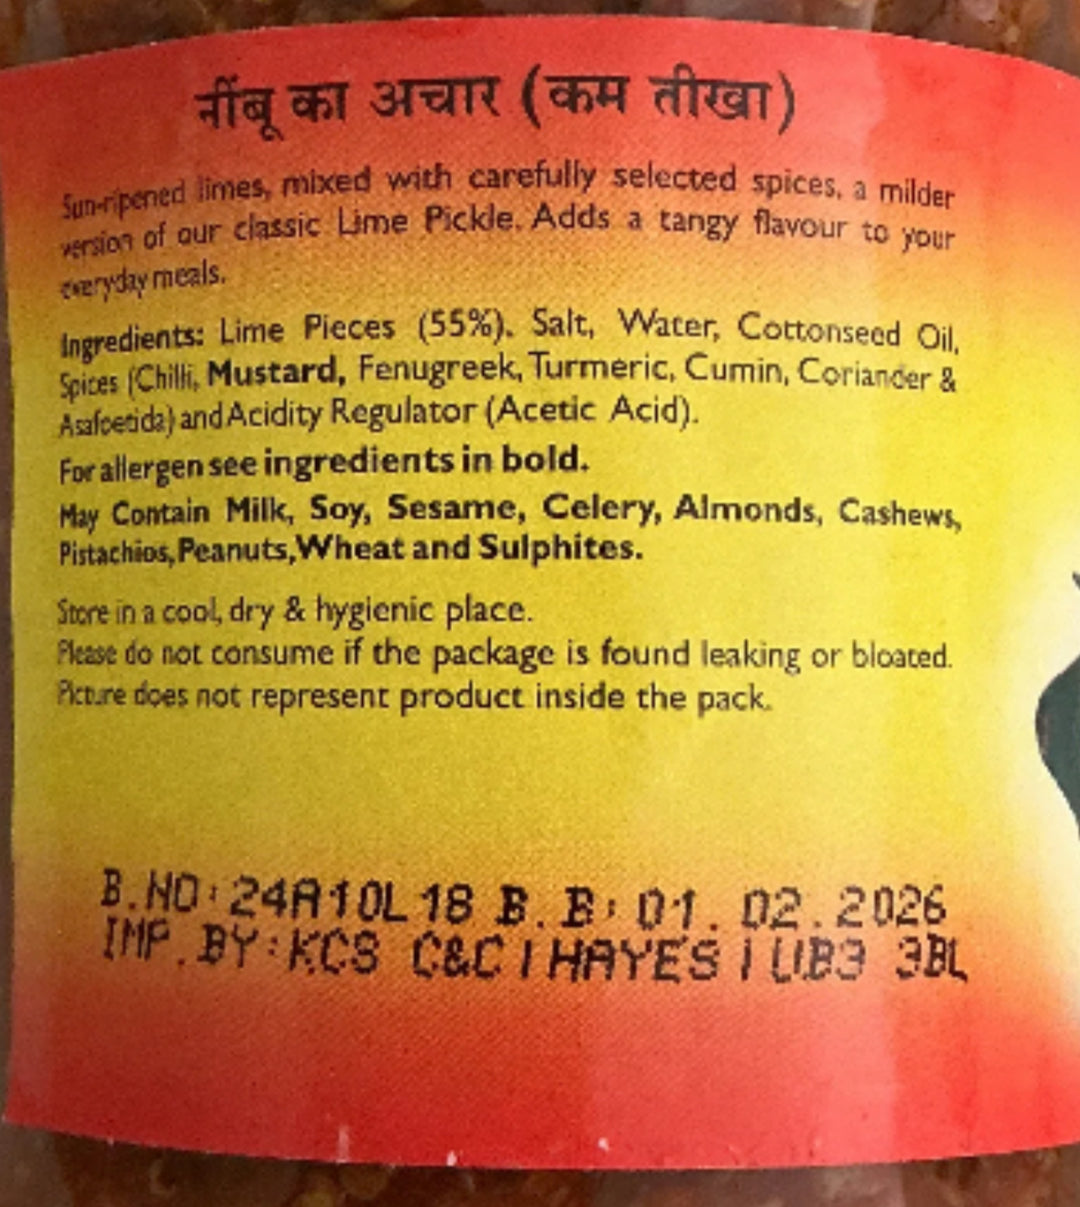 नींबू का अचार (कम तीखा)
Sun-ripened limes, mixed with carefully selected spices, a milder
version of our classic Lime Pickle. Adds a tangy flavour to your
everyday meals.
Ingredients: Lime Pieces (55%), Salt, Water, Cottonseed Oil,
Spices (Chilli, Mustard, Fenugreek, Turmeric, Cumin, Coriander &
Asafoetida) and Acidity Regulator (Acetic Acid).
For allergen see ingredients in bold.
May Contain Milk, Soy, Sesame, Celery, Almonds, Cashews,
Pistachios, Peanuts, Wheat and Sulphites.
Store in a cool, dry & hygienic place.
Please do not consume if the package is found leaking or bloated.
Picture does not represent product inside the pack.
B.NO: 24A10L18 B.B: 01.02.2026
IMP.BY: KCS C&C | HAYES | UB3 3BL